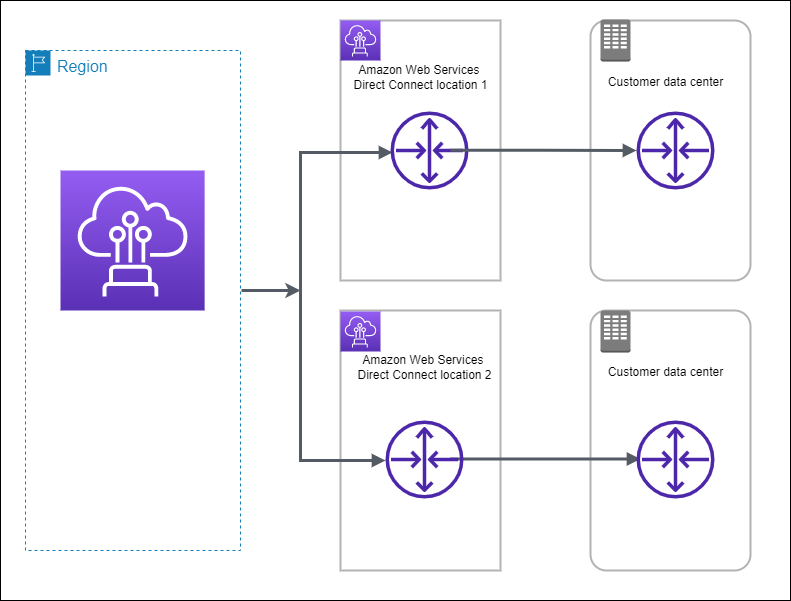 Region
Amazon Web Services
Direct Connect location 1
Customer data center
Amazon Web Services
Direct Connect location 2
Customer data center